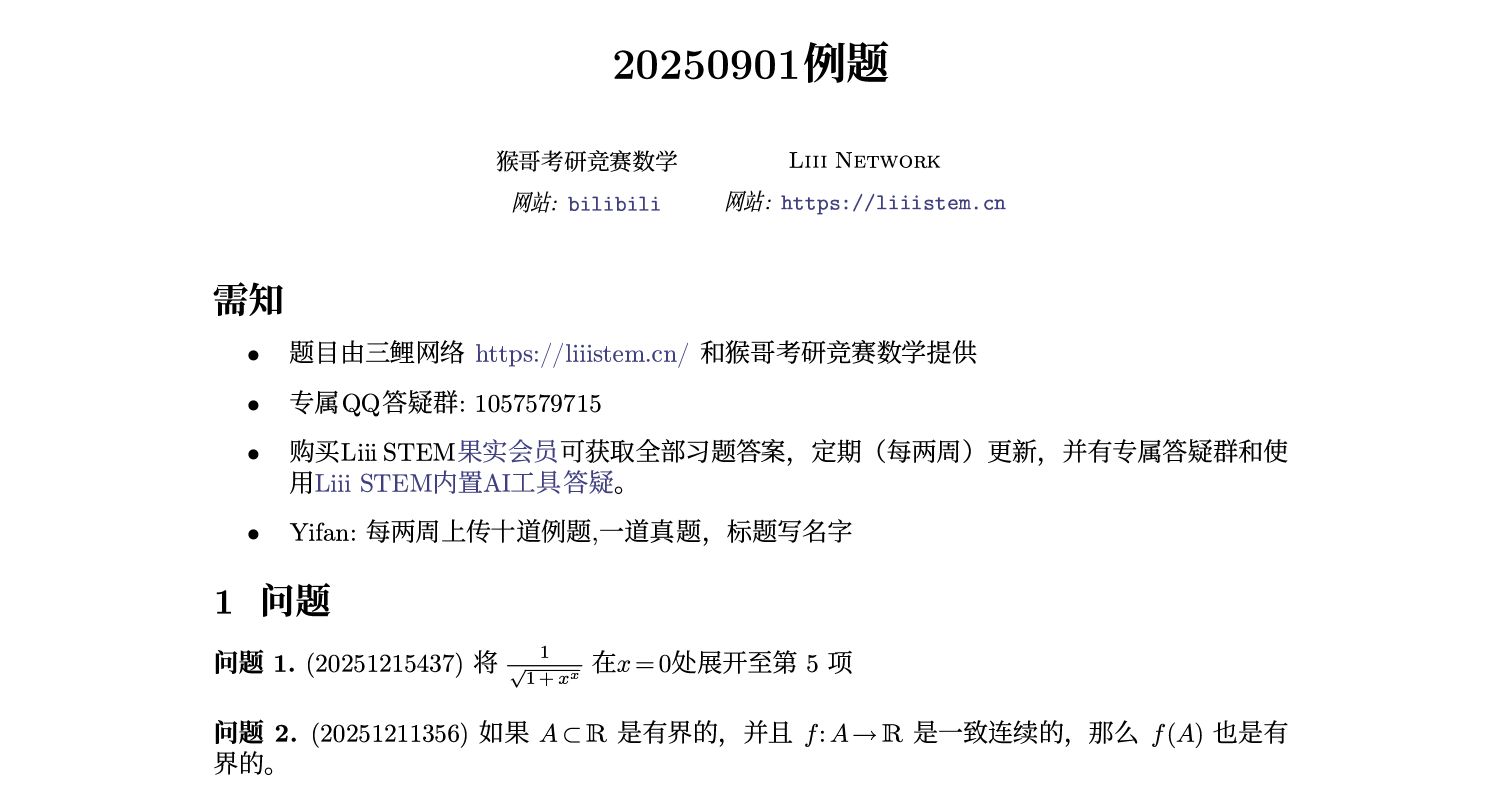 20250901例题
猴哥考研竞赛数学 LIII NETWORK
网站: bilibili 网站: https://liiistem.cn
需知
• 题目由三鲤网络 https://liiistem.cn/ 和猴哥考研竞赛数学提供
• 专属QQ答疑群: 1057579715
• 购买Liii STEM果实会员可获取全部习题答案，定期（每两周）更新，并有专属答疑群和使
用Liii STEM内置AI工具答疑。
• Yifan: 每两周上传十道例题,一道真题，标题写名字
1 问题
问题 1. (20251215437) 将 $\frac{1}{\sqrt{1+x^x}}$ 在x=0处展开至第 5 项
问题 2. (20251211356) 如果 A⊂ℝ 是有界的，并且 f:A→ℝ 是一致连续的，那么 f(A) 也是有
界的。